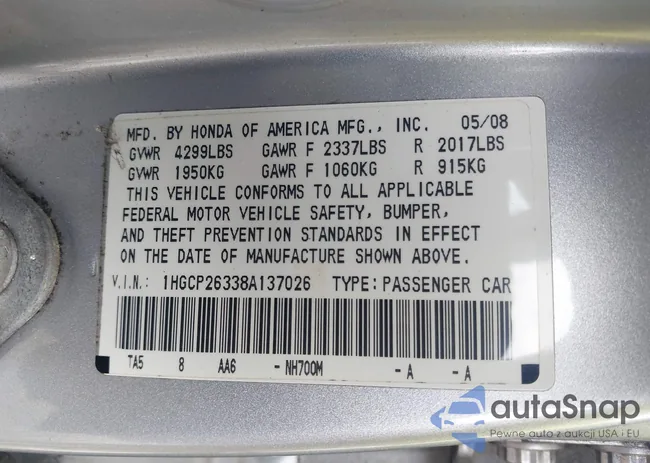 MFD. BY HONDA OF AMERICA MFG., INC. 05/08
GVWR 4299LBS GAWR F 2337LBS R 2017LBS
GVWR 1950KG GAWR F 1060KG R 915KG
THIS VEHICLE CONFORMS TO ALL APPLICABLE
FEDERAL MOTOR VEHICLE SAFETY, BUMPER,
AND THEFT PREVENTION STANDARDS IN EFFECT
ON THE DATE OF MANUFACTURE SHOWN ABOVE.
V.I.N.: 1HGCP26338A137026 TYPE: PASSENGER CAR
TA5 8 AA6 - NH700M - A - A
autaSnap
Pewne auto z aukcji USA i EU